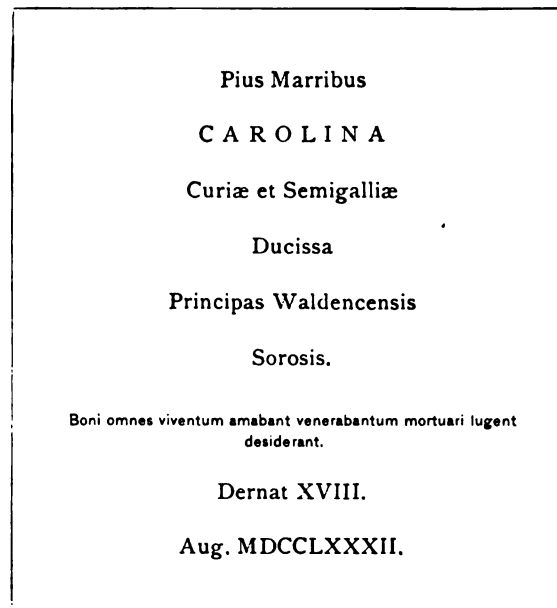 Pius Marribus
CAROLINA
Curiæ et Semigalliæ
Ducissa
Principas Waldencensis
Sorosis.
Boni omnes viventum amabant venerabantum mortuari lugent
desiderant.
Dernat XVIII.
Aug. MDCCLXXXII.